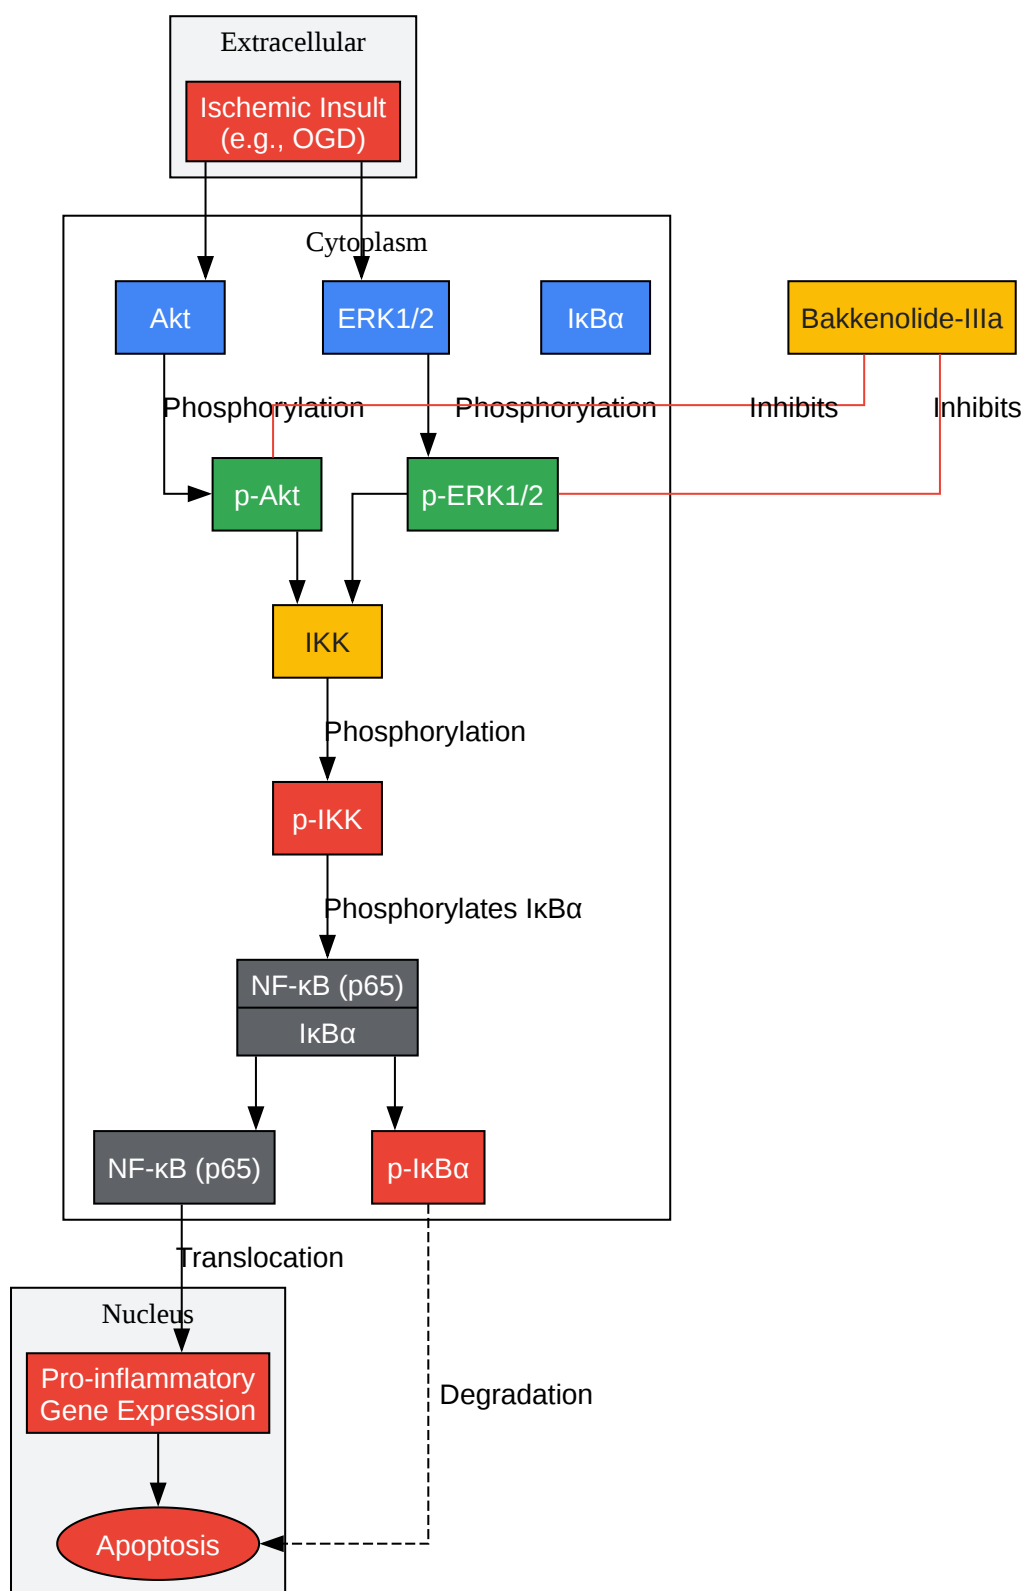 Extracellular
Ischemic Insult
(e.g., OGD)
Cytoplasm
Akt
ERK1/2
IκBα
Bakkenolide-IIIa
Phosphorylation
Phosphorylation
Inhibits
Inhibits
p-Akt
p-ERK1/2
IKK
Phosphorylation
p-IKK
Phosphorylates IκBα
NF-κB (p65)
IκBα
NF-κB (p65)
p-IκBα
Translocation
Nucleus
Pro-inflammatory
Gene Expression
Degradation
Apoptosis